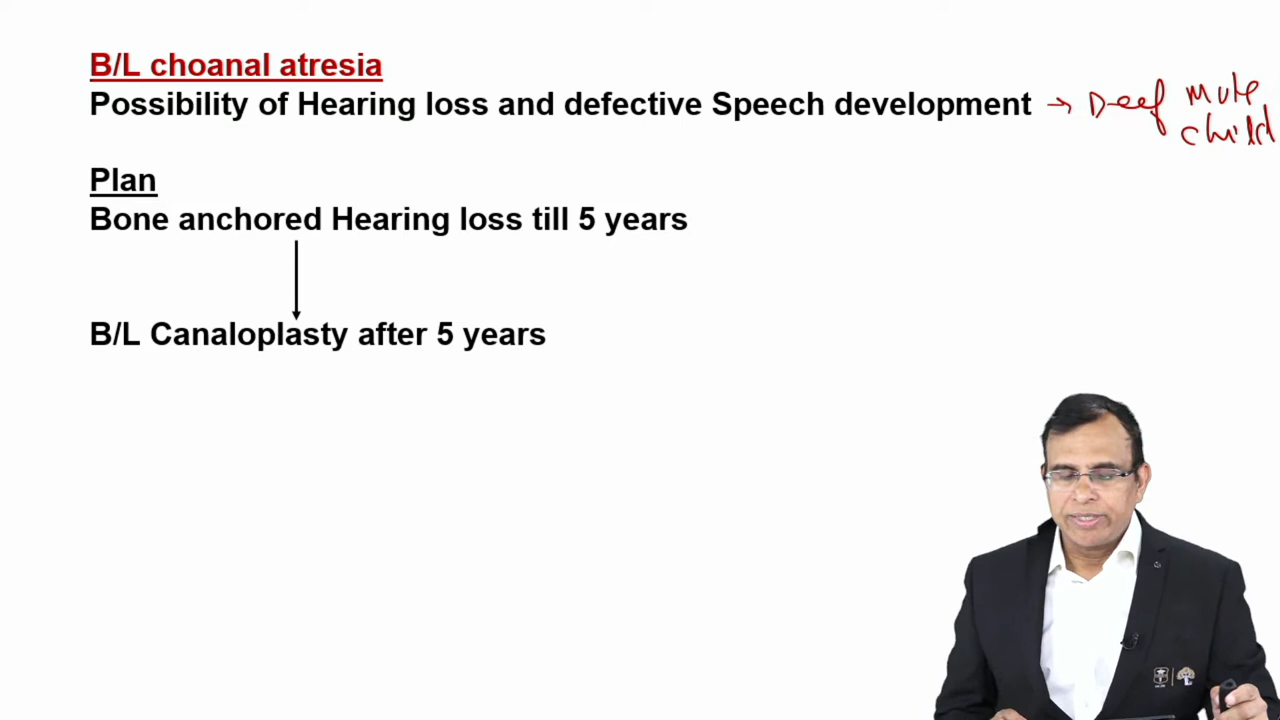 B/L choanal atresia
Possibility of Hearing loss and defective Speech development → Deef mute
child
Plan
Bone anchored Hearing loss till 5 years
B/L Canaloplasty after 5 years